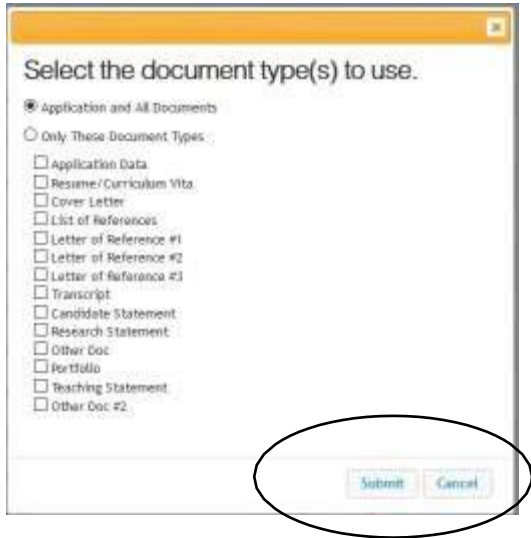 Select the document type(s) to use.
Application and All Documents
Only These Document Types
Application Data
Resume/Curriculum Vita
Cover Letter
List of References
Letter of Reference #1
Letter of Reference #2
Letter of Reference #3
Transcript
Candidate Statement
Research Statement
Other Doc
Portfolio
Teaching Statement
Other Doc #2
Submit Cancel